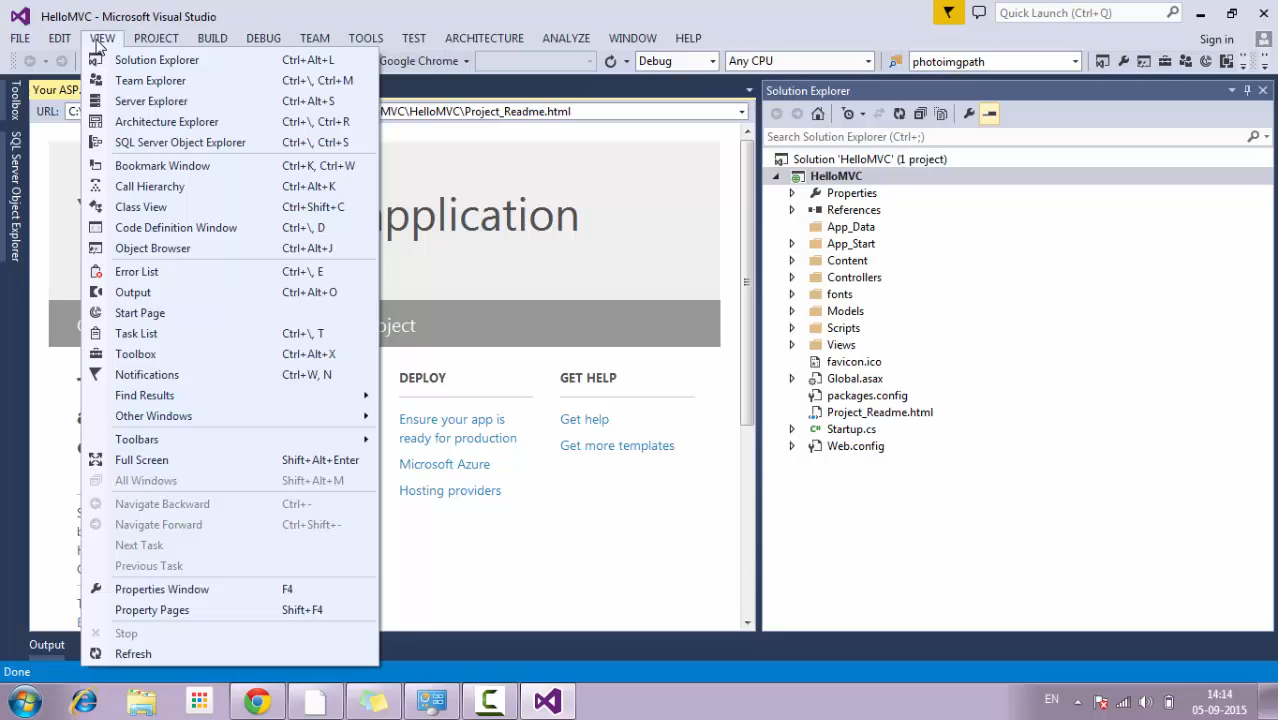 HelloMVC - Microsoft Visual Studio
Quick Launch (Ctrl+Q)
FILE EDIT VIEW PROJECT BUILD DEBUG TEAM TOOLS TEST ARCHITECTURE ANALYZE WINDOW HELP
Sign in
Google Chrome
Debug
Any CPU
photoimgpath
Toolbox
SQL Server Object Explorer
Your ASP.
URL:
MVC\HelloMVC\Project_Readme.html
Solution Explorer Ctrl+Alt+L
Team Explorer Ctrl+\, Ctrl+M
Server Explorer Ctrl+Alt+S
Architecture Explorer Ctrl+\, Ctrl+R
SQL Server Object Explorer Ctrl+\, Ctrl+S
Bookmark Window Ctrl+K, Ctrl+W
Call Hierarchy Ctrl+Alt+K
Class View Ctrl+Shift+C
Code Definition Window Ctrl+\, D
Object Browser Ctrl+Alt+J
Error List Ctrl+\, E
Output Ctrl+Alt+O
Start Page
Task List Ctrl+\, T
Toolbox Ctrl+Alt+X
Notifications Ctrl+W, N
Find Results
Other Windows
Toolbars
Full Screen Shift+Alt+Enter
All Windows Shift+Alt+M
Navigate Backward Ctrl+-
Navigate Forward Ctrl+Shift+-
Next Task
Previous Task
Properties Window F4
Property Pages Shift+F4
Stop
Refresh
pplication
oject
DEPLOY
Ensure your app is
ready for production
Microsoft Azure
Hosting providers
GET HELP
Get help
Get more templates
Solution Explorer
Search Solution Explorer (Ctrl+;)
Solution 'HelloMVC' (1 project)
HelloMVC
Properties
References
App_Data
App_Start
Content
Controllers
fonts
Models
Scripts
Views
favicon.ico
Global.asax
packages.config
Project_Readme.html
Startup.cs
Web.config
Output
Done
EN
14:14
05-09-2015